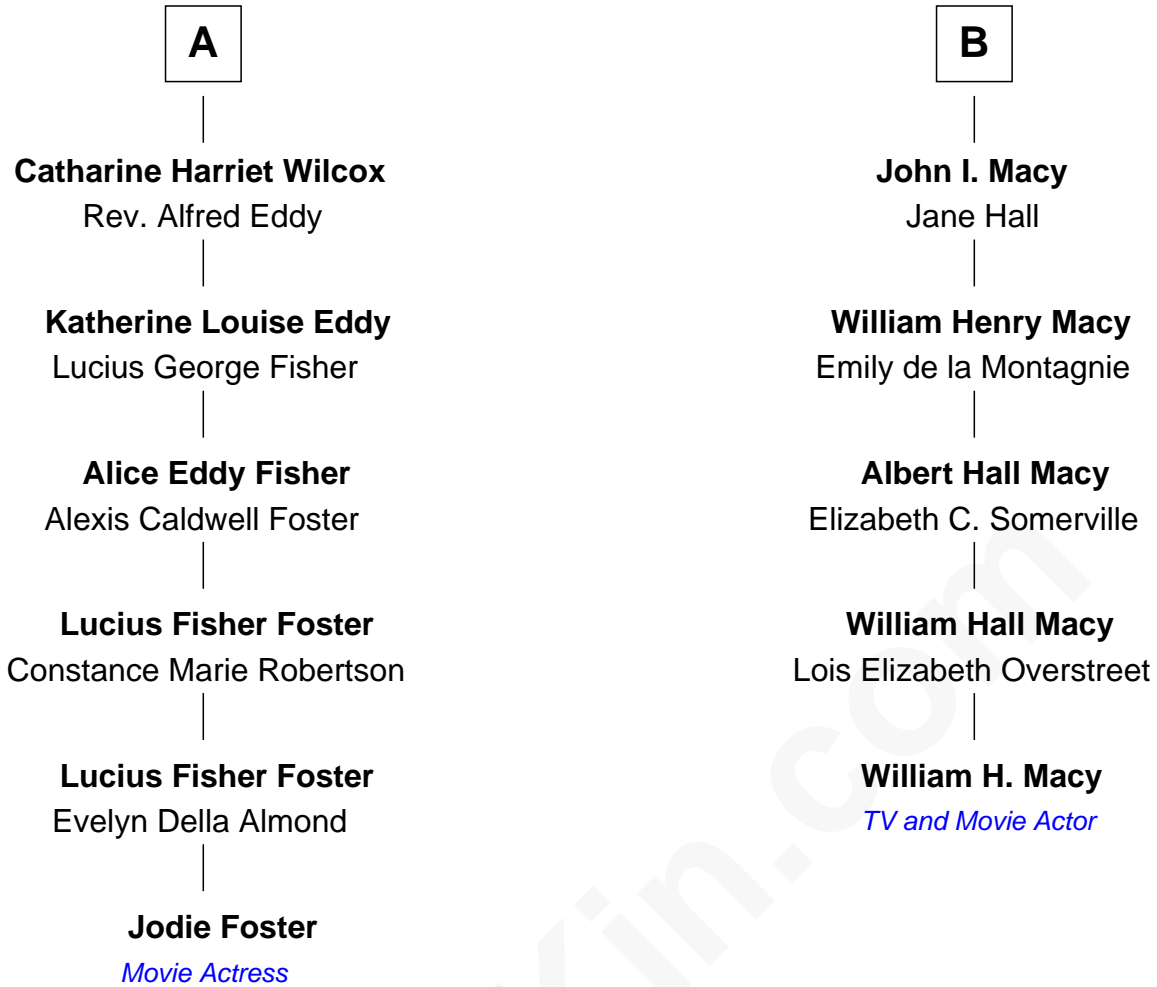 A
Catharine Harriet Wilcox
Rev. Alfred Eddy
Katherine Louise Eddy
Lucius George Fisher
Alice Eddy Fisher
Alexis Caldwell Foster
Lucius Fisher Foster
Constance Marie Robertson
Lucius Fisher Foster
Evelyn Della Almond
Jodie Foster
Movie Actress
B
John I. Macy
Jane Hall
William Henry Macy
Emily de la Montagnie
Albert Hall Macy
Elizabeth C. Somerville
William Hall Macy
Lois Elizabeth Overstreet
William H. Macy
TV and Movie Actor
Kin.com